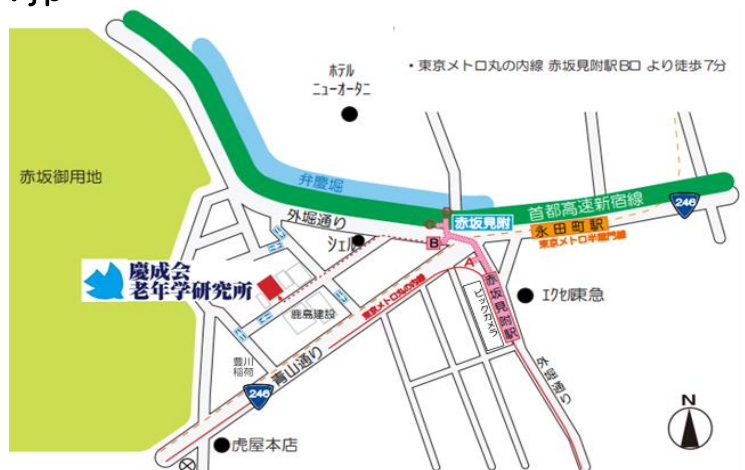 ホテル
ニューオータニ
・東京メトロ丸の内線 赤坂見附駅B口 より徒歩7分
赤坂御用地
弁慶堀
外堀通り
首都高速新宿線
246
赤坂見附
永田町駅
東京メトロ半蔵門線
シェル
B
A
慶成会
老年学研究所
鹿島建設
東京メトロ丸の内線
赤坂見附駅
ビックカメラ
エクセル東急
豊川
稲荷
青山通り
246
外堀通り
虎屋本店
N